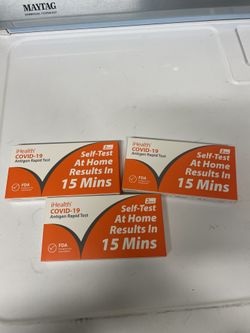 MAYTAG
iHealth
COVID-19
Antigen Rapid Test
FDA
Self-Test
At Home
Results In
15 Mins
iHealth
COVID-19
Antigen Rapid Test
FDA
Self-Test
At Home
Results In
15 Mins
iHealth
COVID-19
Antigen Rapid Test
FDA
Self-Test
At Home
Results In
15 Mins